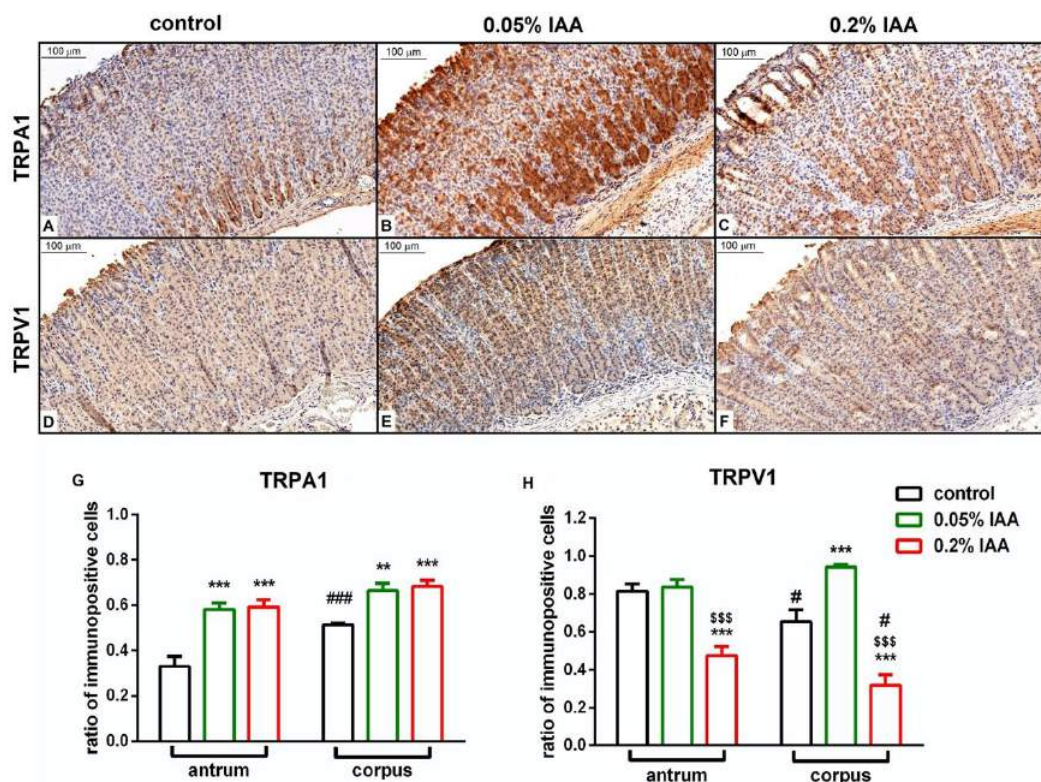 control 0.05% IAA 0.2% IAA
TRPA1
100 μm 100 μm 100 μm
A B C
TRPV1
100 μm 100 μm 100 μm
D E F
G TRPA1
ratio of immunopositive cells
1.0
0.8
0.6
0.4
0.2
0.0
*** *** ### ** ***
antrum corpus
H TRPV1
ratio of immunopositive cells
1.2
1.0
0.8
0.6
0.4
0.2
0.0
$$$
***
#
***
#
$$$
***
antrum corpus
control
0.05% IAA
0.2% IAA